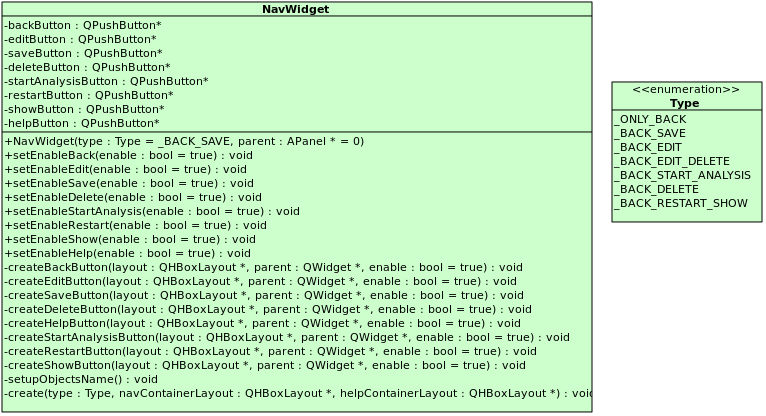 NavWidget
-backButton : QPushButton*
-editButton : QPushButton*
-saveButton : QPushButton*
-deleteButton : QPushButton*
-startAnalysisButton : QPushButton*
-restartButton : QPushButton*
-showButton : QPushButton*
-helpButton : QPushButton*
+NavWidget(type : Type = _BACK_SAVE, parent : APanel * = 0)
+setEnableBack(enable : bool = true) : void
+setEnableEdit(enable : bool = true) : void
+setEnableSave(enable : bool = true) : void
+setEnableDelete(enable : bool = true) : void
+setEnableStartAnalysis(enable : bool = true) : void
+setEnableRestart(enable : bool = true) : void
+setEnableShow(enable : bool = true) : void
+setEnableHelp(enable : bool = true) : void
-createBackButton(layout : QHBoxLayout *, parent : QWidget *, enable : bool = true) : void
-createEditButton(layout : QHBoxLayout *, parent : QWidget *, enable : bool = true) : void
-createSaveButton(layout : QHBoxLayout *, parent : QWidget *, enable : bool = true) : void
-createDeleteButton(layout : QHBoxLayout *, parent : QWidget *, enable : bool = true) : void
-createHelpButton(layout : QHBoxLayout *, parent : QWidget *, enable : bool = true) : void
-createStartAnalysisButton(layout : QHBoxLayout *, parent : QWidget *, enable : bool = true) : void
-createRestartButton(layout : QHBoxLayout *, parent : QWidget *, enable : bool = true) : void
-createShowButton(layout : QHBoxLayout *, parent : QWidget *, enable : bool = true) : void
-setupObjectsName() : void
-create(type : Type, navContainerLayout : QHBoxLayout *, helpContainerLayout : QHBoxLayout *) : void
<<enumeration>>
Type
_ONLY_BACK
_BACK_SAVE
_BACK_EDIT
_BACK_EDIT_DELETE
_BACK_START_ANALYSIS
_BACK_DELETE
_BACK_RESTART_SHOW